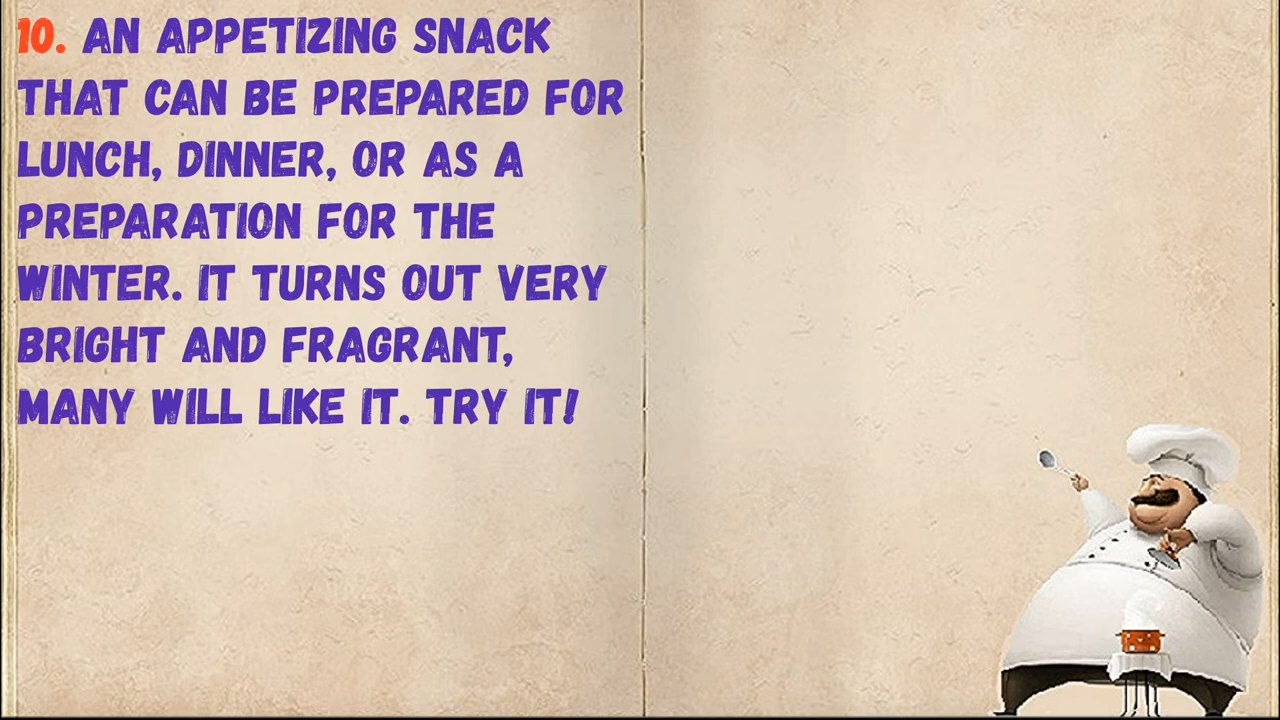 10. AN APPETIZING SNACK
THAT CAN BE PREPARED FOR
LUNCH, DINNER, OR AS A
PREPARATION FOR THE
WINTER. IT TURNS OUT VERY
BRIGHT AND FRAGRANT,
MANY WILL LIKE IT. TRY IT!